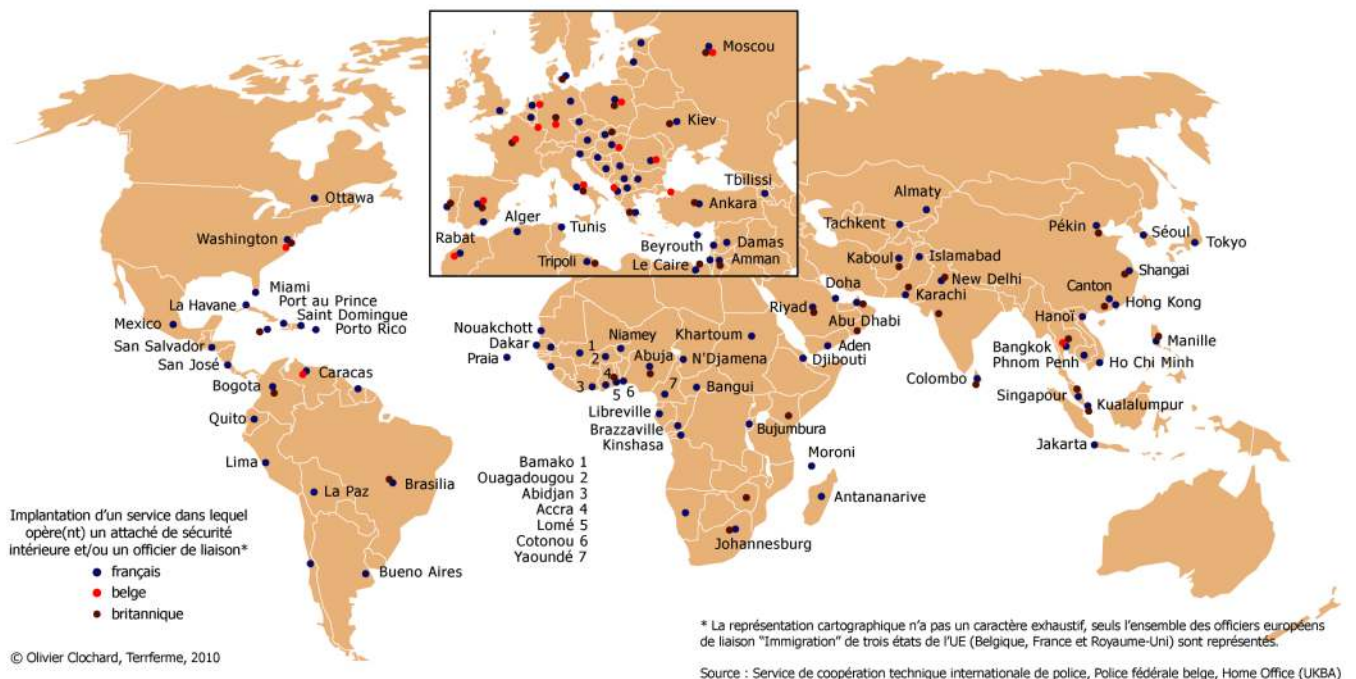 Moscou
Kiev
Tbilissi
Ankara
Alger
Tunis
Rabat
Beyrouth
Damas
Tripoli
Le Caire
Amman
Ottawa
Washington
Miami
La Havane
Port au Prince
Saint Domingue
Mexico
Porto Rico
San Salvador
San José
Caracas
Bogota
Quito
Lima
Brasilia
La Paz
Bueno Aires
Nouakchott
Dakar
Praia
Niamey
Khartoum
Abuja
N'Djamena
1
2
3
4
5
6
7
Bangui
Djibouti
Aden
Libreville
Brazzaville
Kinshasa
Bujumbura
Moroni
Antananarive
Johannesburg
Almaty
Tachkent
Kaboul
Islamabad
New Delhi
Karachi
Doha
Riyad
Abu Dhabi
Colombo
Pékin
Séoul
Tokyo
Shangai
Canton
Hong Kong
Hanoï
Manille
Bangkok
Phnom Penh
Ho Chi Minh
Singapour
Kualalumpur
Jakarta
Bamako 1
Ouagadougou 2
Abidjan 3
Accra 4
Lomé 5
Cotonou 6
Yaoundé 7
Implantation d'un service dans lequel
opère(nt) un attaché de sécurité
intérieure et/ou un officier de liaison*
français
belge
britannique
© Olivier Clochard, Terrferme, 2010
* La représentation cartographique n'a pas un caractère exhaustif, seuls l'ensemble des officiers européens
de liaison "Immigration" de trois états de l'UE (Belgique, France et Royaume-Uni) sont représentés.
Source : Service de coopération technique internationale de police, Police fédérale belge, Home Office (UKBA)